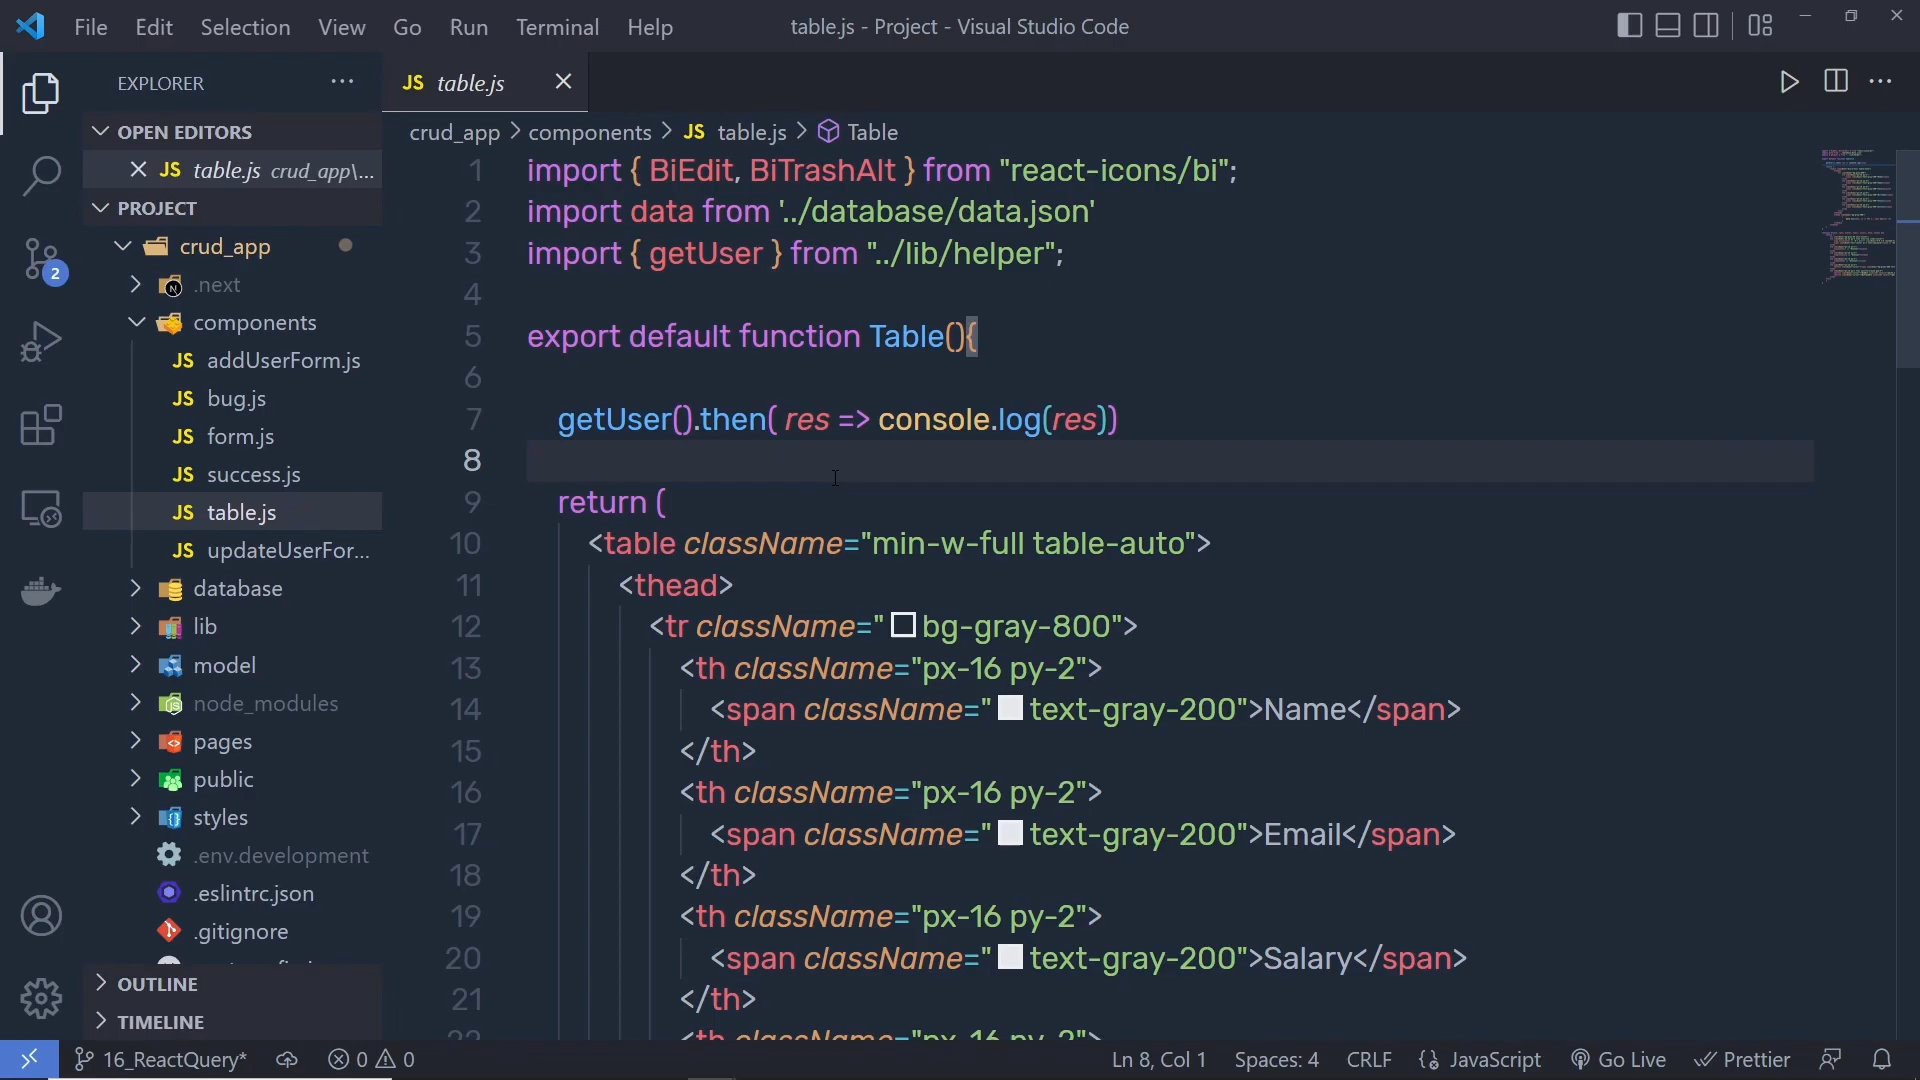 File Edit Selection View Go Run Terminal Help
table.js - Project - Visual Studio Code
EXPLORER
OPEN EDITORS
JS table.js crud_app\...
PROJECT
crud_app
.next
components
JS addUserForm.js
JS bug.js
JS form.js
JS success.js
JS table.js
JS updateUserFor...
database
lib
model
node_modules
pages
public
styles
.env.development
.eslintrc.json
.gitignore
OUTLINE
TIMELINE
2
JS table.js
crud_app > components > JS table.js > Table
1 import { BiEdit, BiTrashAlt } from "react-icons/bi";
2 import data from '../database/data.json'
3 import { getUser } from "../lib/helper";
4
5 export default function Table(){
6
7 getUser().then( res => console.log(res))
8
9 return (
10 <table className="min-w-full table-auto">
11 <thead>
12 <tr className="bg-gray-800">
13 <th className="px-16 py-2">
14 <span className="text-gray-200">Name</span>
15 </th>
16 <th className="px-16 py-2">
17 <span className="text-gray-200">Email</span>
18 </th>
19 <th className="px-16 py-2">
20 <span className="text-gray-200">Salary</span>
21 </th>
22 <th className="px-16 py-2">
16_ReactQuery* 0 0
Ln 8, Col 1 Spaces: 4 CRLF JavaScript Go Live Prettier